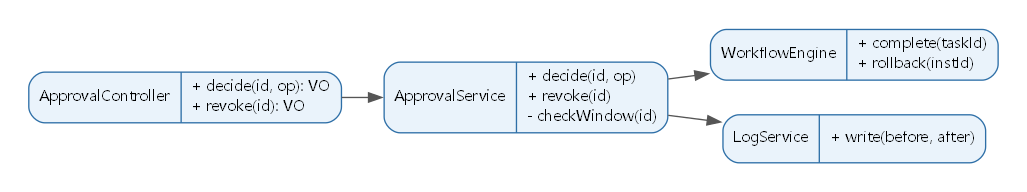 ApprovalController
+ decide(id, op): VO
+ revoke(id): VO
ApprovalService
+ decide(id, op)
+ revoke(id)
- checkWindow(id)
WorkflowEngine
+ complete(taskId)
+ rollback(instId)
LogService
+ write(before, after)